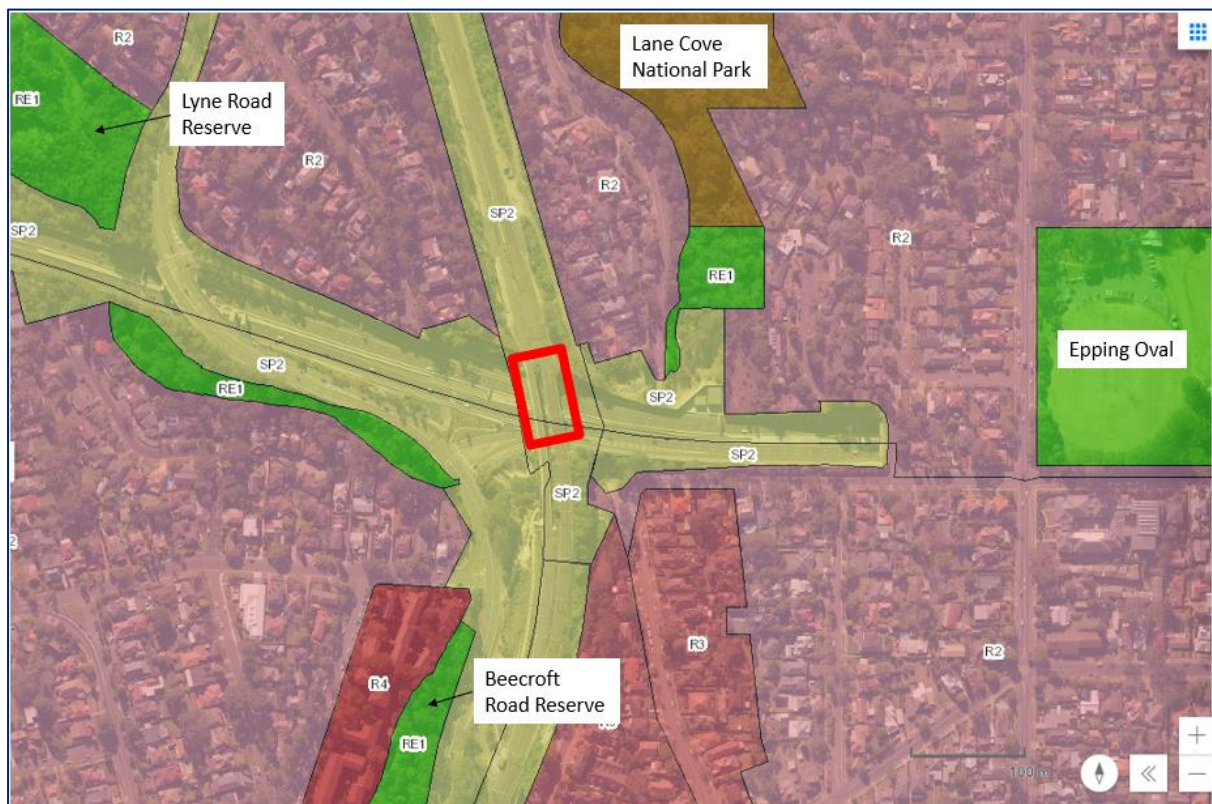 R2
Lane Cove
National Park
RE1
Lyne Road
Reserve
R2
R2
SP2
SP2
R2
RE1
Epping Oval
SP2
RE1
SP2
SP2
SP2
R3
R2
R4
Beecroft
Road Reserve
RE1
100 m